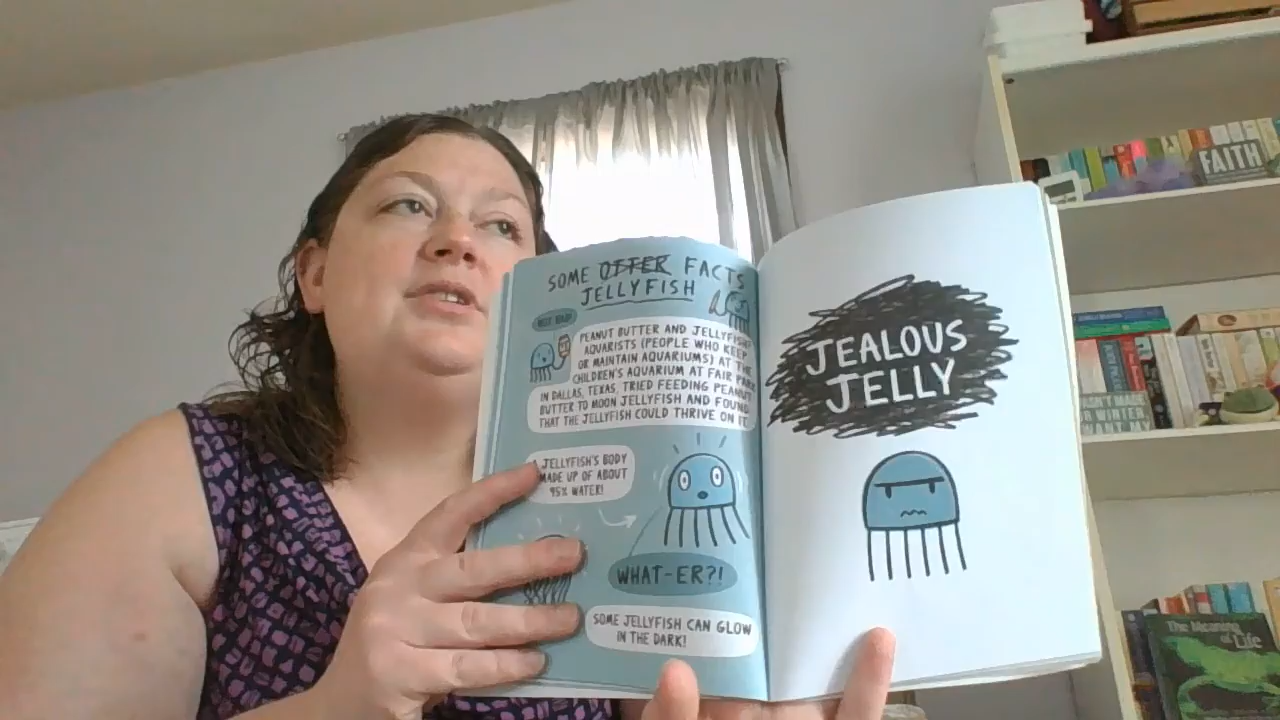 SOME OTTER FACTS
JELLYFISH
PEANUT BUTTER AND JELLYFISH?
AQUARISTS (PEOPLE WHO KEEP
OR MAINTAIN AQUARIUMS) AT THE
CHILDREN'S AQUARIUM AT FAIR PARK
IN DALLAS, TEXAS, TRIED FEEDING PEANUT
BUTTER TO MOON JELLYFISH AND FOUND
THAT THE JELLYFISH COULD THRIVE ON IT.
A JELLYFISH'S BODY
MADE UP OF ABOUT
95% WATER!
WHAT-ER?!
SOME JELLYFISH CAN GLOW
IN THE DARK!
JEALOUS
JELLY
FAITH
The Meaning
of Life